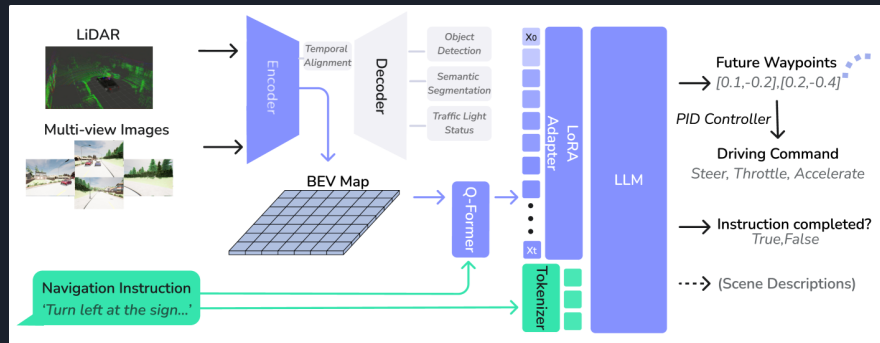 LiDAR
Multi-view Images
Encoder
Temporal
Alignment
Decoder
Object
Detection
Semantic
Segmentation
Traffic Light
Status
BEV Map
Q-Former
X0
Xt
LoRA
Adapter
LLM
Tokenizer
Navigation Instruction
‘Turn left at the sign...’
Future Waypoints
[0.1,-0.2],[0.2,-0.4]
PID Controller
Driving Command
Steer, Throttle, Accelerate
Instruction completed?
True,False
(Scene Descriptions)